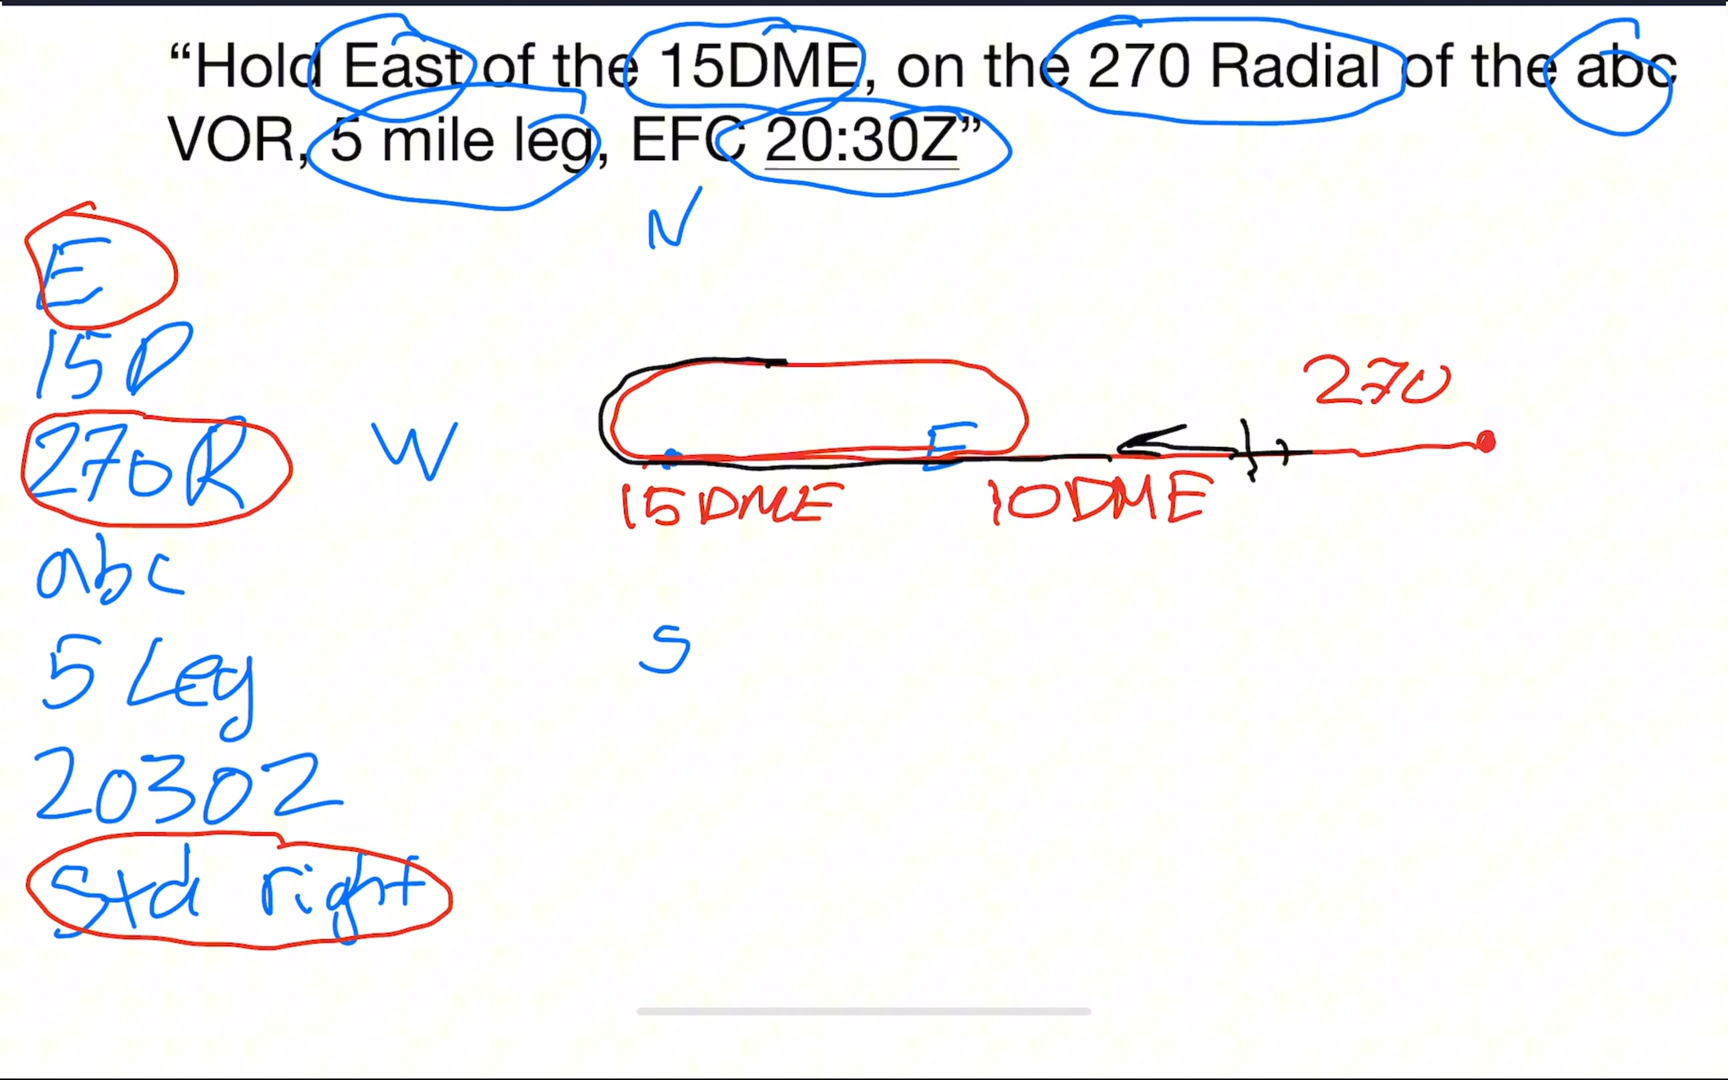 “Hold East of the 15DME, on the 270 Radial of the abc
VOR, 5 mile leg, EFC 20:30Z”
N
E
15D
270R
abc
5 Leg
2030Z
Std right
W
E
270
15DME
10DME
S